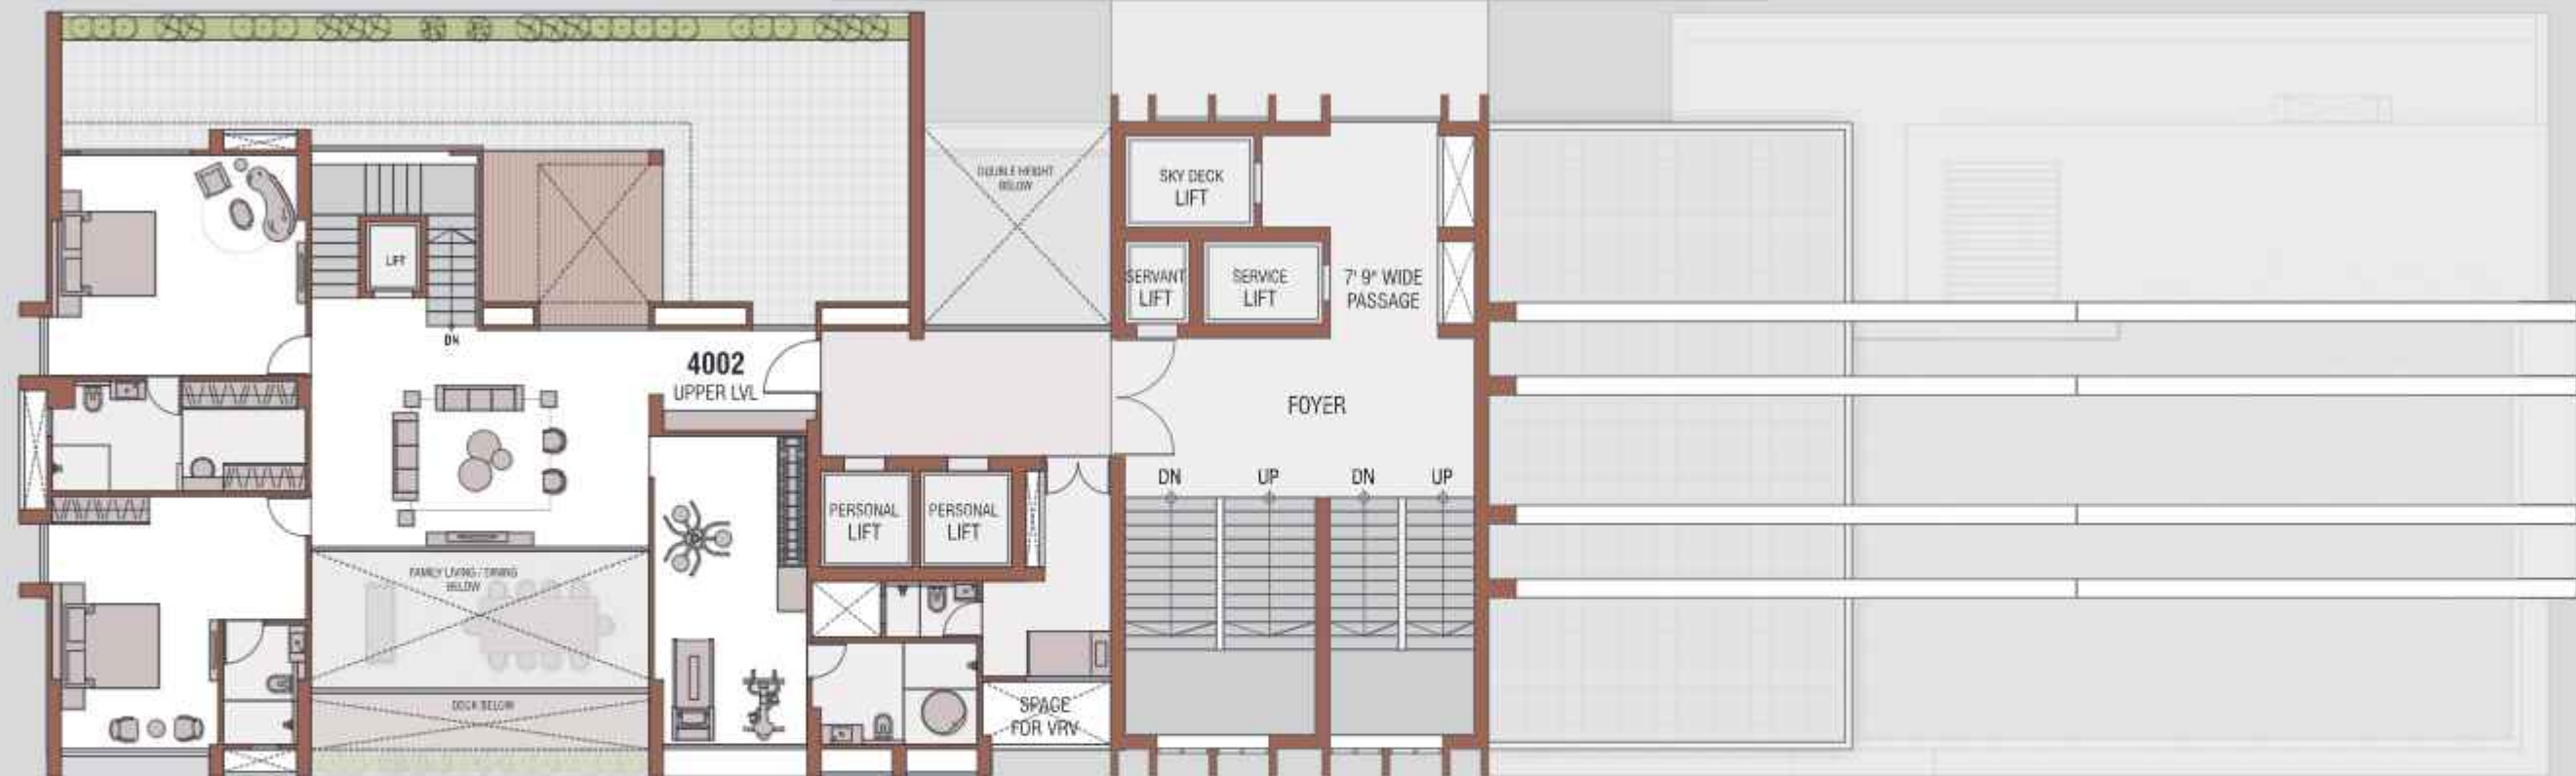 DOUBLE HEIGHT
BELOW
SKY DECK
LIFT
LIFT
SERVANT
LIFT
SERVICE
LIFT
7' 9" WIDE
PASSAGE
DN
4002
UPPER LVL
FOYER
DN
UP
DN
UP
PERSONAL
LIFT
PERSONAL
LIFT
FAMILY LIVING / DINING
BELOW
DECK BELOW
SPACE
FOR VRV